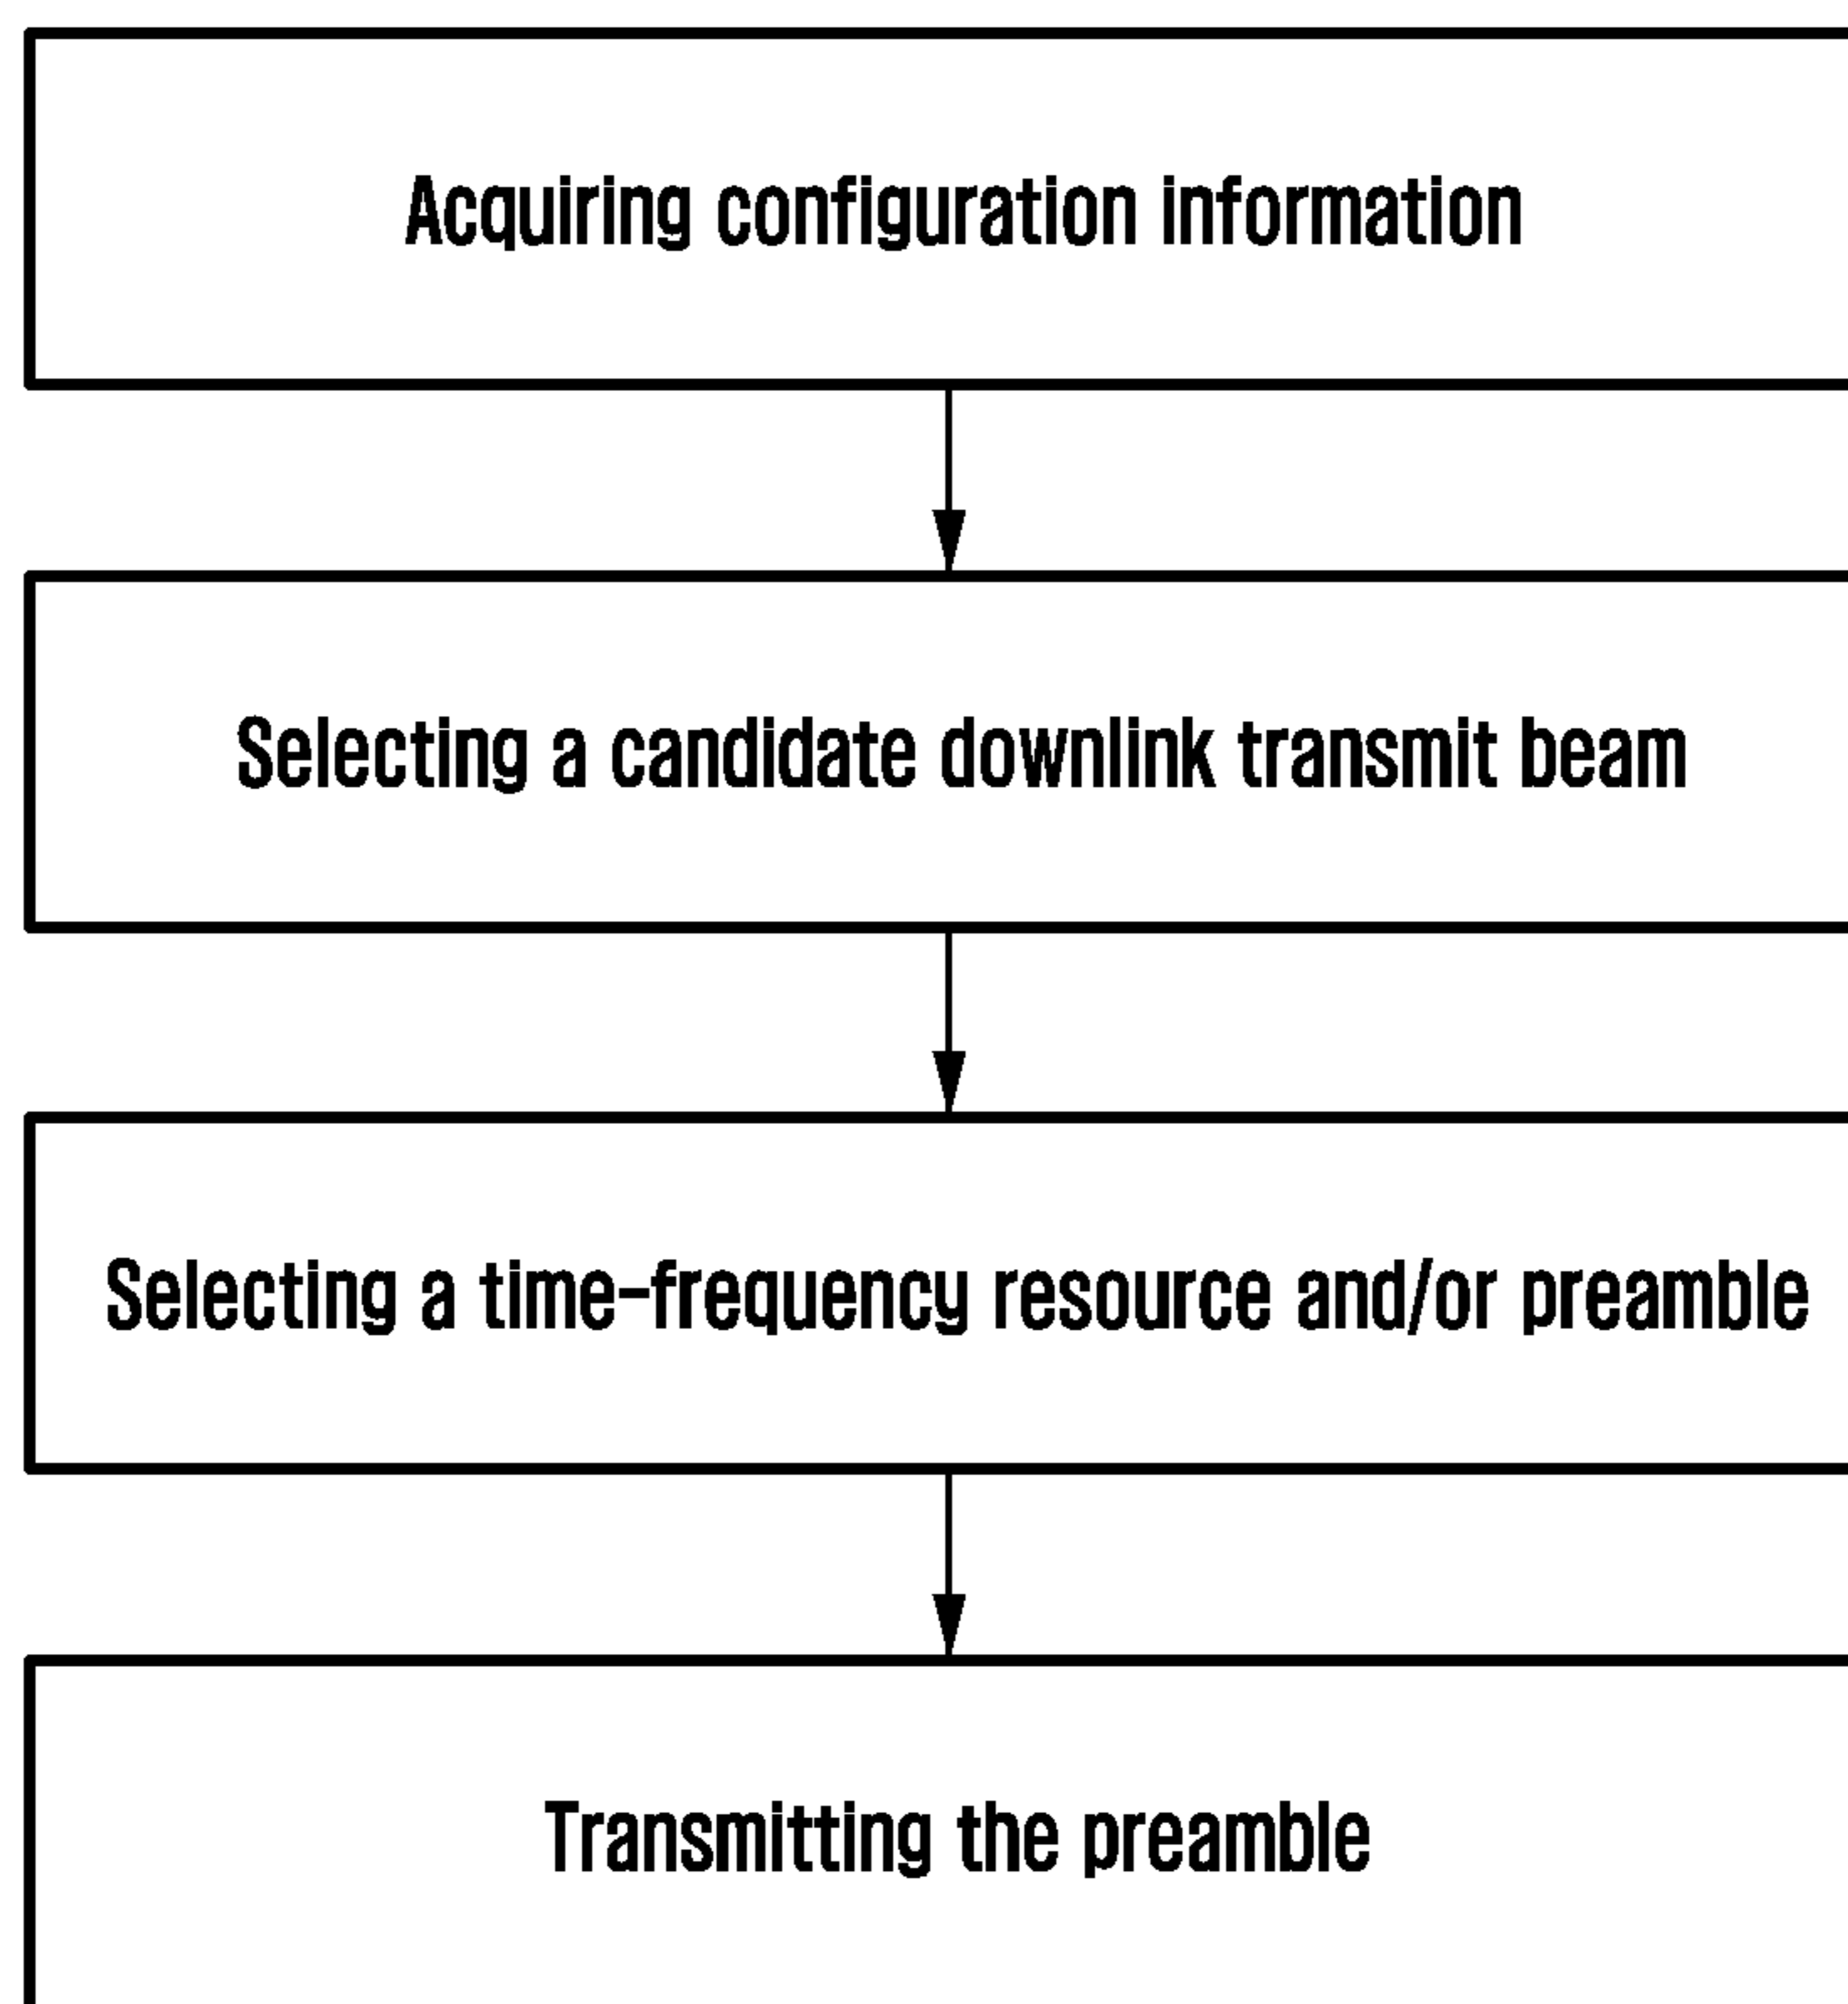 Acquiring configuration information
Selecting a candidate downlink transmit beam
Selecting a time-frequency resource and/or preamble
Transmitting the preamble